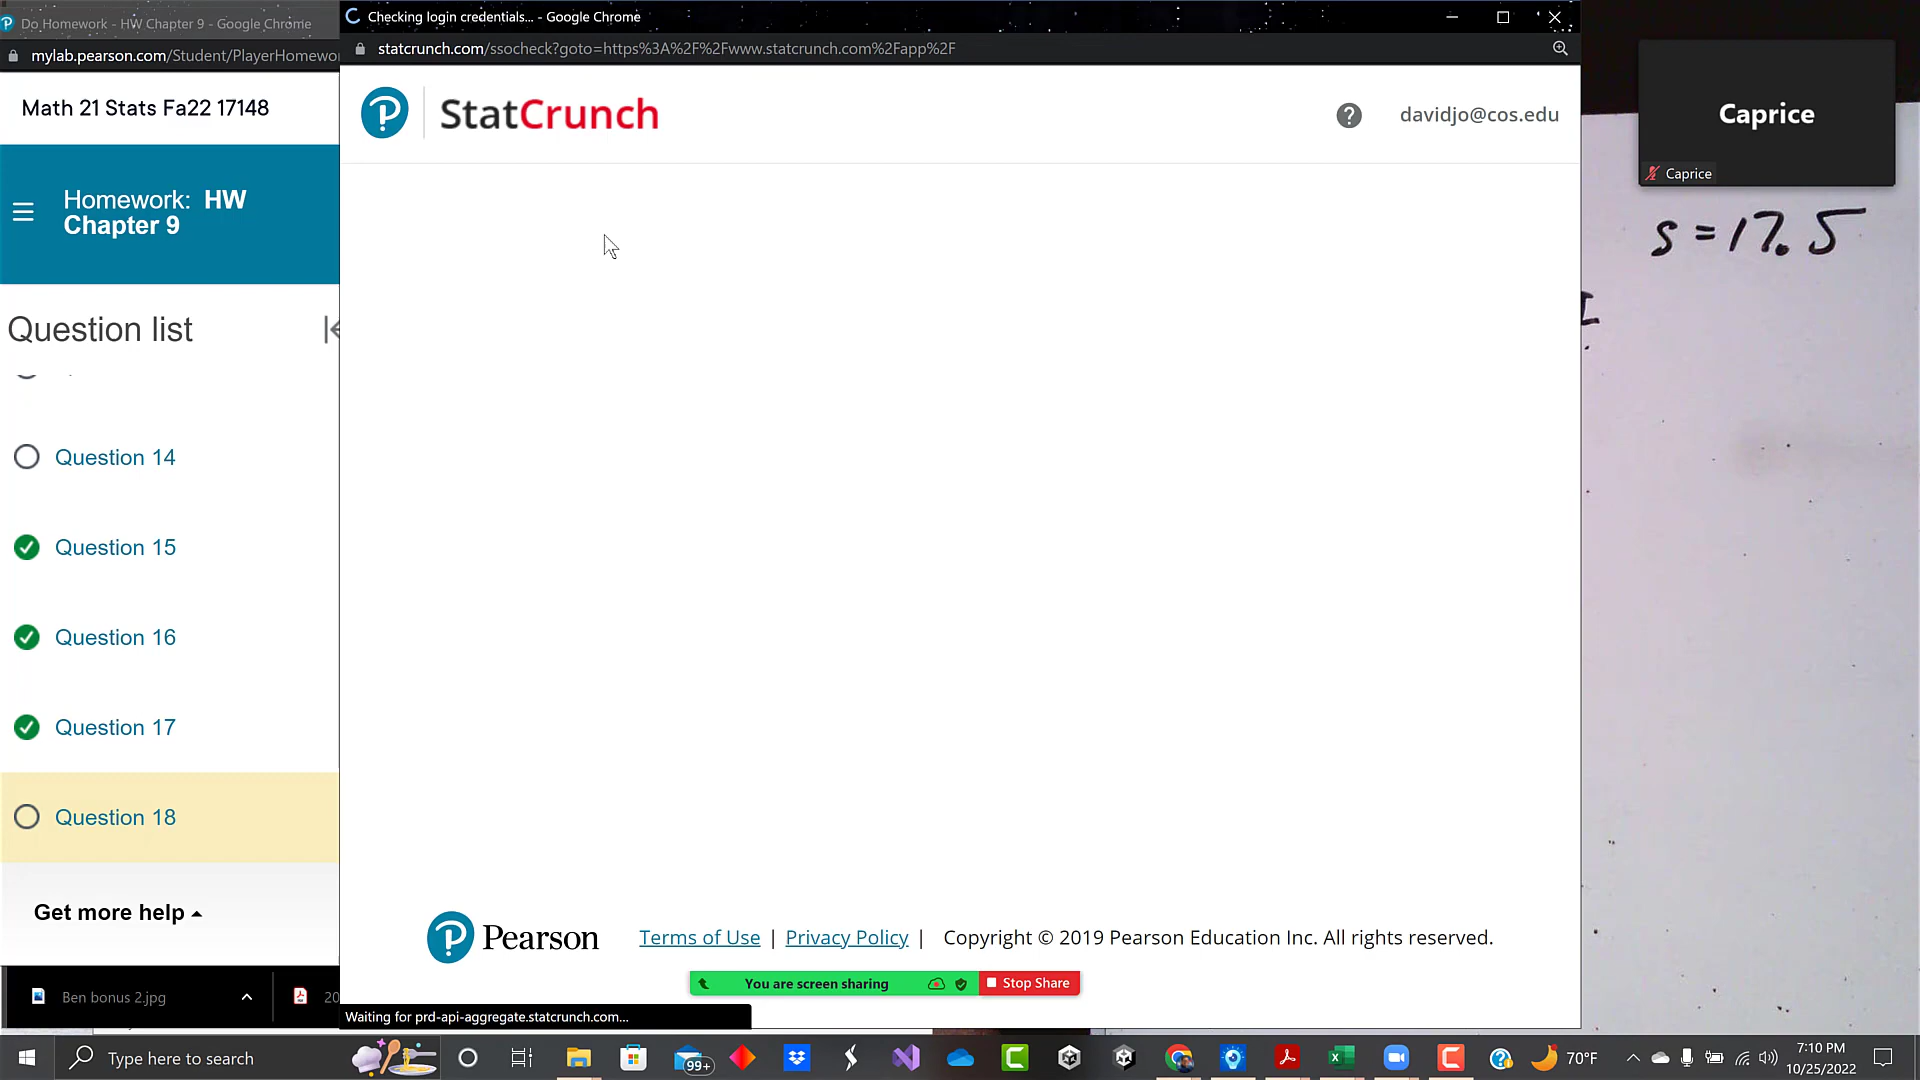 Do Homework - HW Chapter 9 - Google Chrome
mylab.pearson.com/Student/PlayerHomewo
Math 21 Stats Fa22 17148
Homework: HW
Chapter 9
Question list
Question 14
Question 15
Question 16
Question 17
Question 18
Get more help
Ben bonus 2.jpg
20
Checking login credentials... - Google Chrome
statcrunch.com/ssocheck?goto=https%3A%2F%2Fwww.statcrunch.com%2Fapp%2F
StatCrunch
? davidjo@cos.edu
Pearson Terms of Use | Privacy Policy | Copyright © 2019 Pearson Education Inc. All rights reserved.
You are screen sharing Stop Share
Waiting for prd-api-aggregate.statcrunch.com...
Caprice
Caprice
s = 17.5
Type here to search
99+
70°F
7:10 PM
10/25/2022